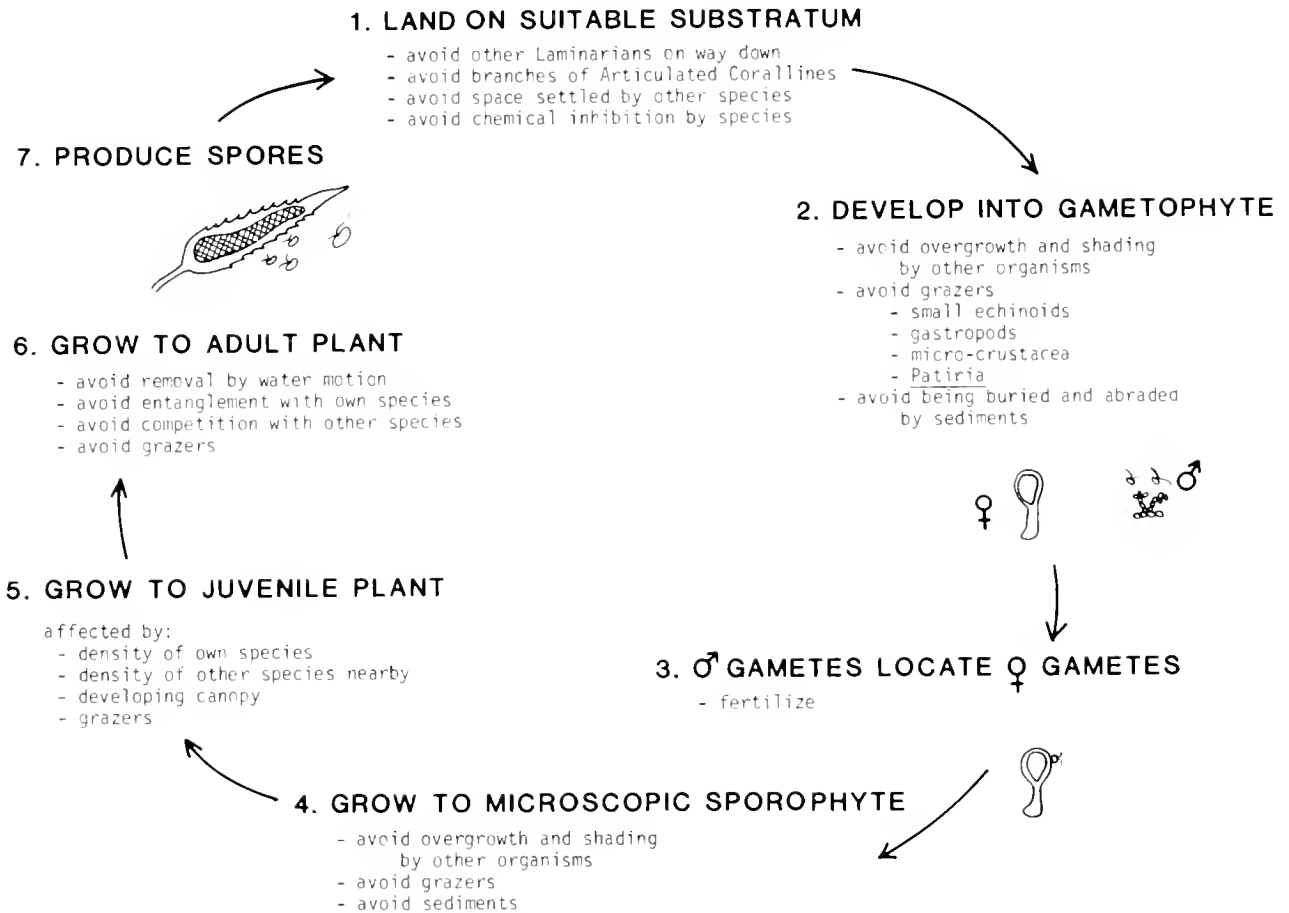 1. LAND ON SUITABLE SUBSTRATUM
- avoid other Laminarians on way down
- avoid branches of Articulated Corallines
- avoid space settled by other species
- avoid chemical inhibition by species
2. DEVELOP INTO GAMETOPHYTE
- avoid overgrowth and shading
by other organisms
- avoid grazers
- small echinoids
- gastropods
- micro-crustacea
- Patiria
- avoid being buried and abraded
by sediments
♀ ♂
3. ♂ GAMETES LOCATE ♀ GAMETES
- fertilize
4. GROW TO MICROSCOPIC SPOROPHYTE
- avoid overgrowth and shading
by other organisms
- avoid grazers
- avoid sediments
5. GROW TO JUVENILE PLANT
affected by:
- density of own species
- density of other species nearby
- developing canopy
- grazers
6. GROW TO ADULT PLANT
- avoid removal by water motion
- avoid entanglement with own species
- avoid competition with other species
- avoid grazers
7. PRODUCE SPORES